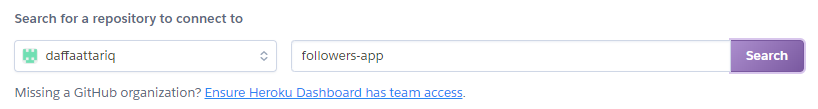 Search for a repository to connect to
daffaattariq followers-app Search
Missing a GitHub organization? Ensure Heroku Dashboard has team access.